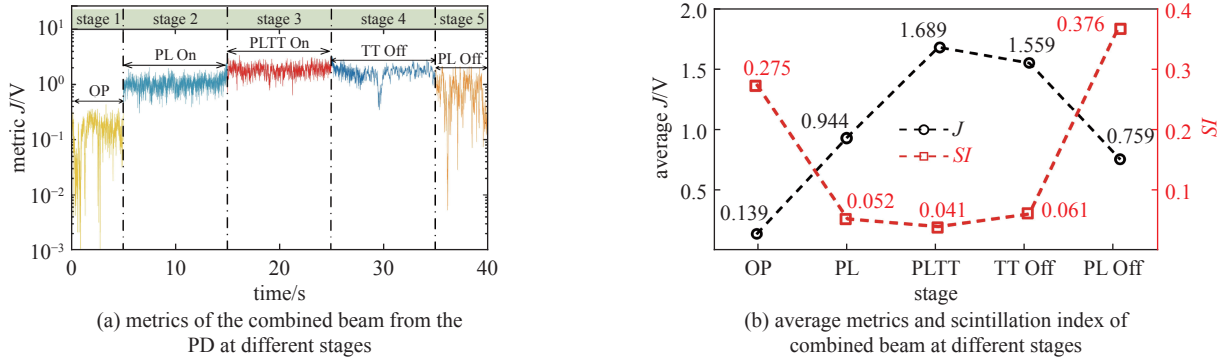 stage 1 stage 2 stage 3 stage 4 stage 5
10¹
10⁰
10⁻¹
10⁻²
10⁻³
metric J/V
OP
PL On
PLTT On
TT Off
PL Off
0 10 20 30 40
time/s
(a) metrics of the combined beam from the
PD at different stages
2.0
1.5
1.0
0.5
average J/V
0.275
0.139
0.944
0.052
1.689
0.041
1.559
0.061
0.376
0.759
J
SI
0.4
0.3
0.2
0.1
SI
OP PL PLTT TT Off PL Off
stage
(b) average metrics and scintillation index of
combined beam at different stages